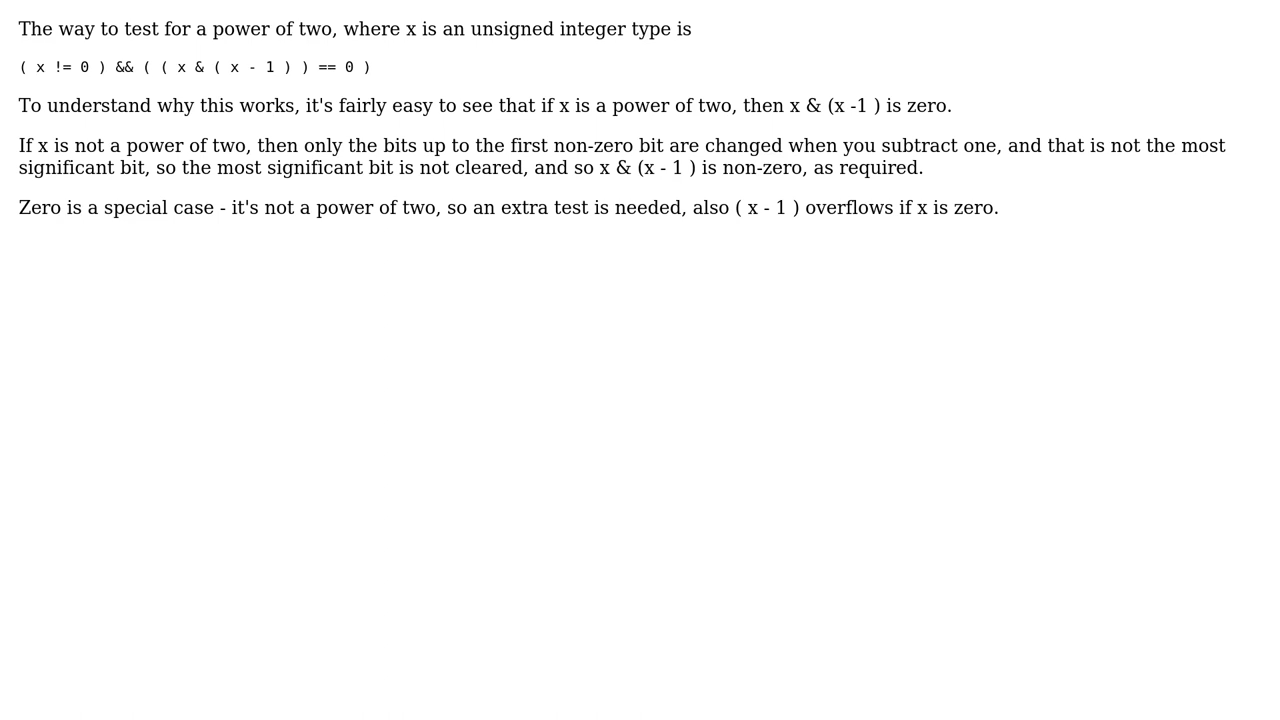 The way to test for a power of two, where x is an unsigned integer type is
( x != 0 ) && ( ( x & ( x - 1 ) ) == 0 )
To understand why this works, it's fairly easy to see that if x is a power of two, then x & (x -1 ) is zero.
If x is not a power of two, then only the bits up to the first non-zero bit are changed when you subtract one, and that is not the most
significant bit, so the most significant bit is not cleared, and so x & (x - 1 ) is non-zero, as required.
Zero is a special case - it's not a power of two, so an extra test is needed, also ( x - 1 ) overflows if x is zero.